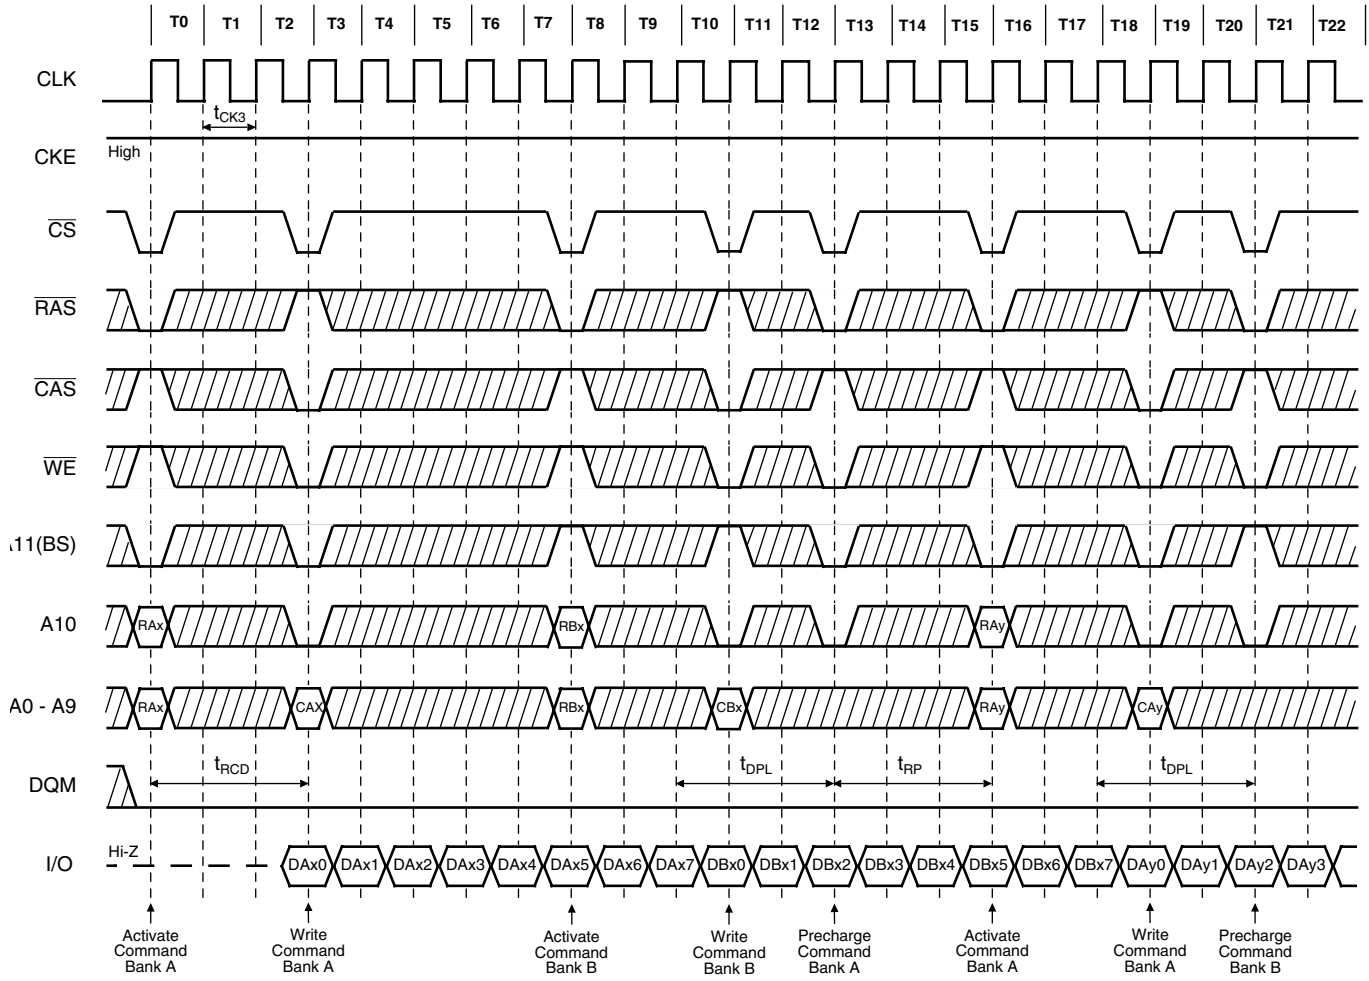 T0 T1 T2 T3 T4 T5 T6 T7 T8 T9 T10 T11 T12 T13 T14 T15 T16 T17 T18 T19 T20 T21 T22
CLK
tCK3
CKE
High
CS
RAS
CAS
WE
11(BS)
A10
RAx RBx RAy
A0 - A9
RAx CAX RBx CBx RAy CAy
DQM
tRCD tDPL tRP tDPL
I/O
Hi-Z
DAx0 DAx1 DAx2 DAx3 DAx4 DAx5 DAx6 DAx7 DBx0 DBx1 DBx2 DBx3 DBx4 DBx5 DBx6 DBx7 DAy0 DAy1 DAy2 DAy3
Activate
Command
Bank A
Write
Command
Bank A
Activate
Command
Bank B
Write
Command
Bank B
Precharge
Command
Bank A
Activate
Command
Bank A
Write
Command
Bank A
Precharge
Command
Bank B